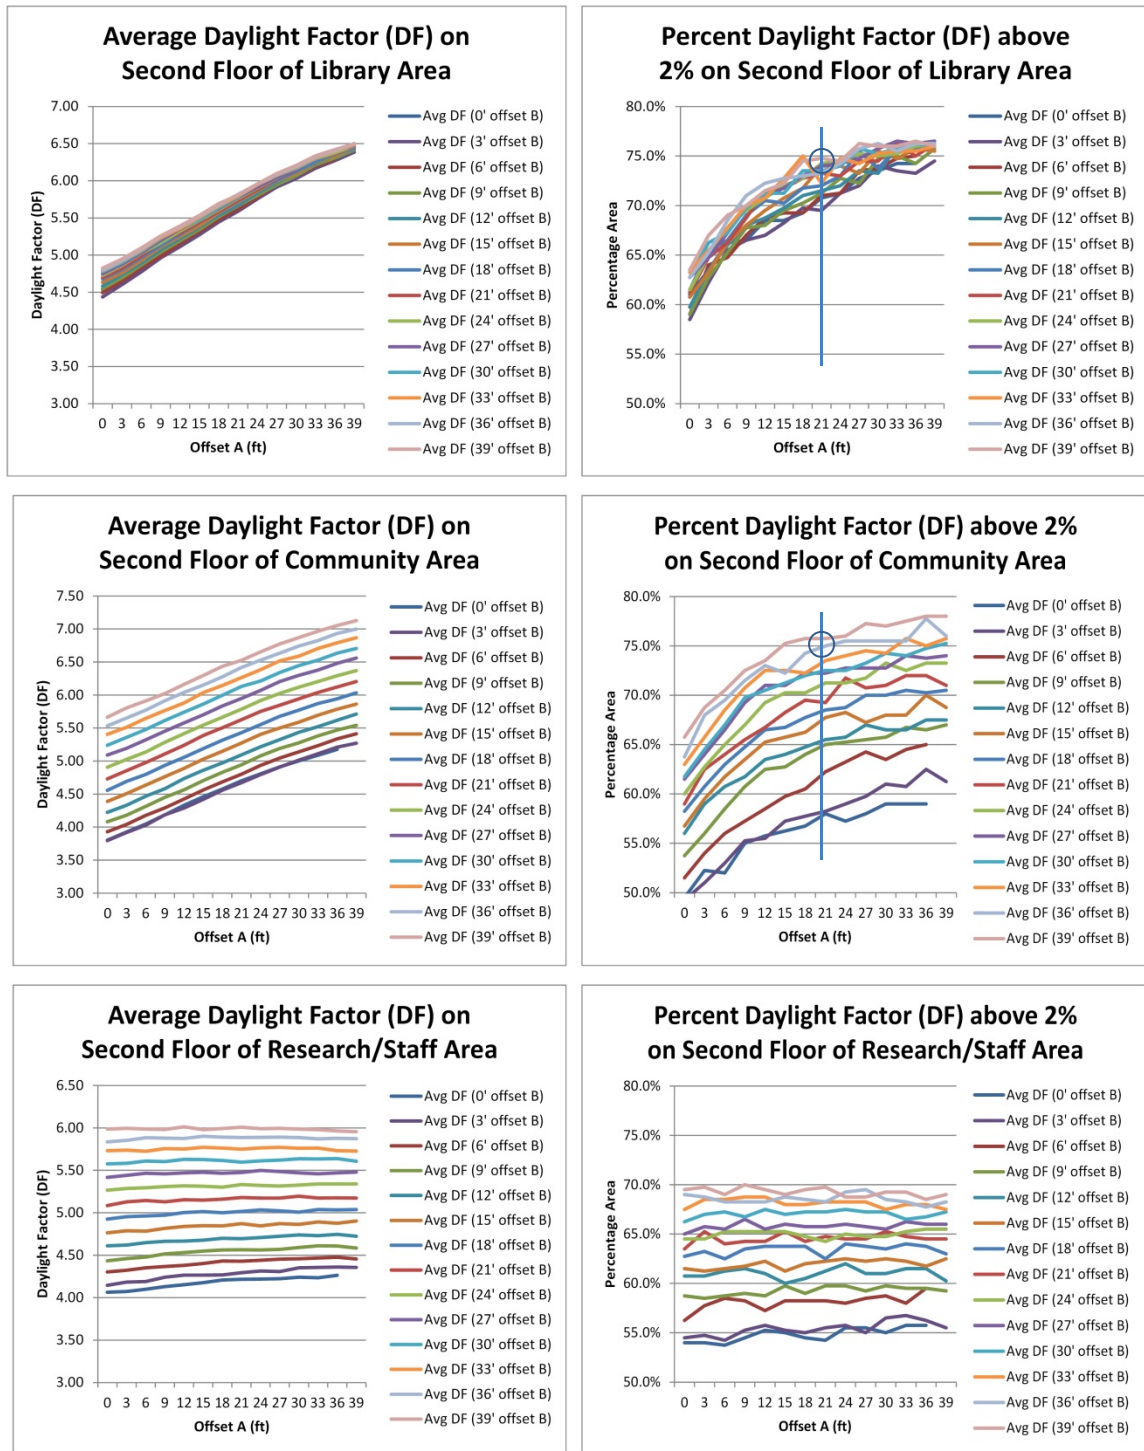 Average Daylight Factor (DF) on
Second Floor of Library Area
7.00
6.50
6.00
5.50
5.00
4.50
4.00
3.50
3.00
Daylight Factor (DF)
0 3 6 9 12 15 18 21 24 27 30 33 36 39
Offset A (ft)
Avg DF (0' offset B)
Avg DF (3' offset B)
Avg DF (6' offset B)
Avg DF (9' offset B)
Avg DF (12' offset B)
Avg DF (15' offset B)
Avg DF (18' offset B)
Avg DF (21' offset B)
Avg DF (24' offset B)
Avg DF (27' offset B)
Avg DF (30' offset B)
Avg DF (33' offset B)
Avg DF (36' offset B)
Avg DF (39' offset B)
Percent Daylight Factor (DF) above
2% on Second Floor of Library Area
80.0%
75.0%
70.0%
65.0%
60.0%
55.0%
50.0%
Percentage Area
0 3 6 9 12 15 18 21 24 27 30 33 36 39
Offset A (ft)
Avg DF (0' offset B)
Avg DF (3' offset B)
Avg DF (6' offset B)
Avg DF (9' offset B)
Avg DF (12' offset B)
Avg DF (15' offset B)
Avg DF (18' offset B)
Avg DF (21' offset B)
Avg DF (24' offset B)
Avg DF (27' offset B)
Avg DF (30' offset B)
Avg DF (33' offset B)
Avg DF (36' offset B)
Avg DF (39' offset B)
Average Daylight Factor (DF) on
Second Floor of Community Area
7.50
7.00
6.50
6.00
5.50
5.00
4.50
4.00
3.50
3.00
Daylight Factor (DF)
0 3 6 9 12 15 18 21 24 27 30 33 36 39
Offset A (ft)
Avg DF (0' offset B)
Avg DF (3' offset B)
Avg DF (6' offset B)
Avg DF (9' offset B)
Avg DF (12' offset B)
Avg DF (15' offset B)
Avg DF (18' offset B)
Avg DF (21' offset B)
Avg DF (24' offset B)
Avg DF (27' offset B)
Avg DF (30' offset B)
Avg DF (33' offset B)
Avg DF (36' offset B)
Avg DF (39' offset B)
Percent Daylight Factor (DF) above 2%
on Second Floor of Community Area
80.0%
75.0%
70.0%
65.0%
60.0%
55.0%
50.0%
Percentage Area
0 3 6 9 12 15 18 21 24 27 30 33 36 39
Offset A (ft)
Avg DF (0' offset B)
Avg DF (3' offset B)
Avg DF (6' offset B)
Avg DF (9' offset B)
Avg DF (12' offset B)
Avg DF (15' offset B)
Avg DF (18' offset B)
Avg DF (21' offset B)
Avg DF (24' offset B)
Avg DF (27' offset B)
Avg DF (30' offset B)
Avg DF (33' offset B)
Avg DF (36' offset B)
Avg DF (39' offset B)
Average Daylight Factor (DF) on
Second Floor of Research/Staff Area
6.50
6.00
5.50
5.00
4.50
4.00
3.50
3.00
Daylight Factor (DF)
0 3 6 9 12 15 18 21 24 27 30 33 36 39
Offset A (ft)
Avg DF (0' offset B)
Avg DF (3' offset B)
Avg DF (6' offset B)
Avg DF (9' offset B)
Avg DF (12' offset B)
Avg DF (15' offset B)
Avg DF (18' offset B)
Avg DF (21' offset B)
Avg DF (24' offset B)
Avg DF (27' offset B)
Avg DF (30' offset B)
Avg DF (33' offset B)
Avg DF (36' offset B)
Avg DF (39' offset B)
Percent Daylight Factor (DF) above 2%
on Second Floor of Research/Staff Area
80.0%
75.0%
70.0%
65.0%
60.0%
55.0%
50.0%
Percentage Area
0 3 6 9 12 15 18 21 24 27 30 33 36 39
Offset A (ft)
Avg DF (0' offset B)
Avg DF (3' offset B)
Avg DF (6' offset B)
Avg DF (9' offset B)
Avg DF (12' offset B)
Avg DF (15' offset B)
Avg DF (18' offset B)
Avg DF (21' offset B)
Avg DF (24' offset B)
Avg DF (27' offset B)
Avg DF (30' offset B)
Avg DF (33' offset B)
Avg DF (36' offset B)
Avg DF (39' offset B)